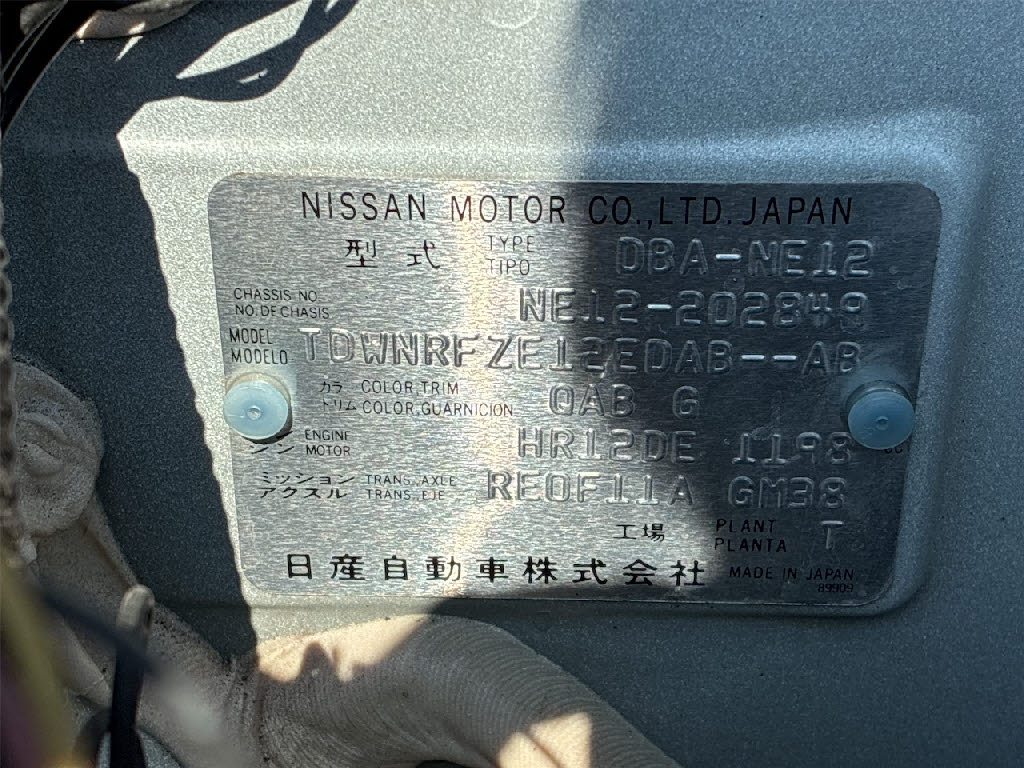 NISSAN MOTOR CO.,LTD. JAPAN
型式 TYPE TIPO DBA-NE12
CHASSIS NO. NO. DE CHASIS NE12-202849
MODEL MODELO TDWNRFZE12EDAB--AB
カラー トリム COLOR,TRIM COLOR,GUARNICION QAB G
ENGINE MOTOR HR12DE 1198
ミッション アクスル TRANS. AXLE TRANS. EJE RE0F11A GM38
工場 PLANT PLANTA T
日産自動車株式会社 MADE IN JAPAN
89909